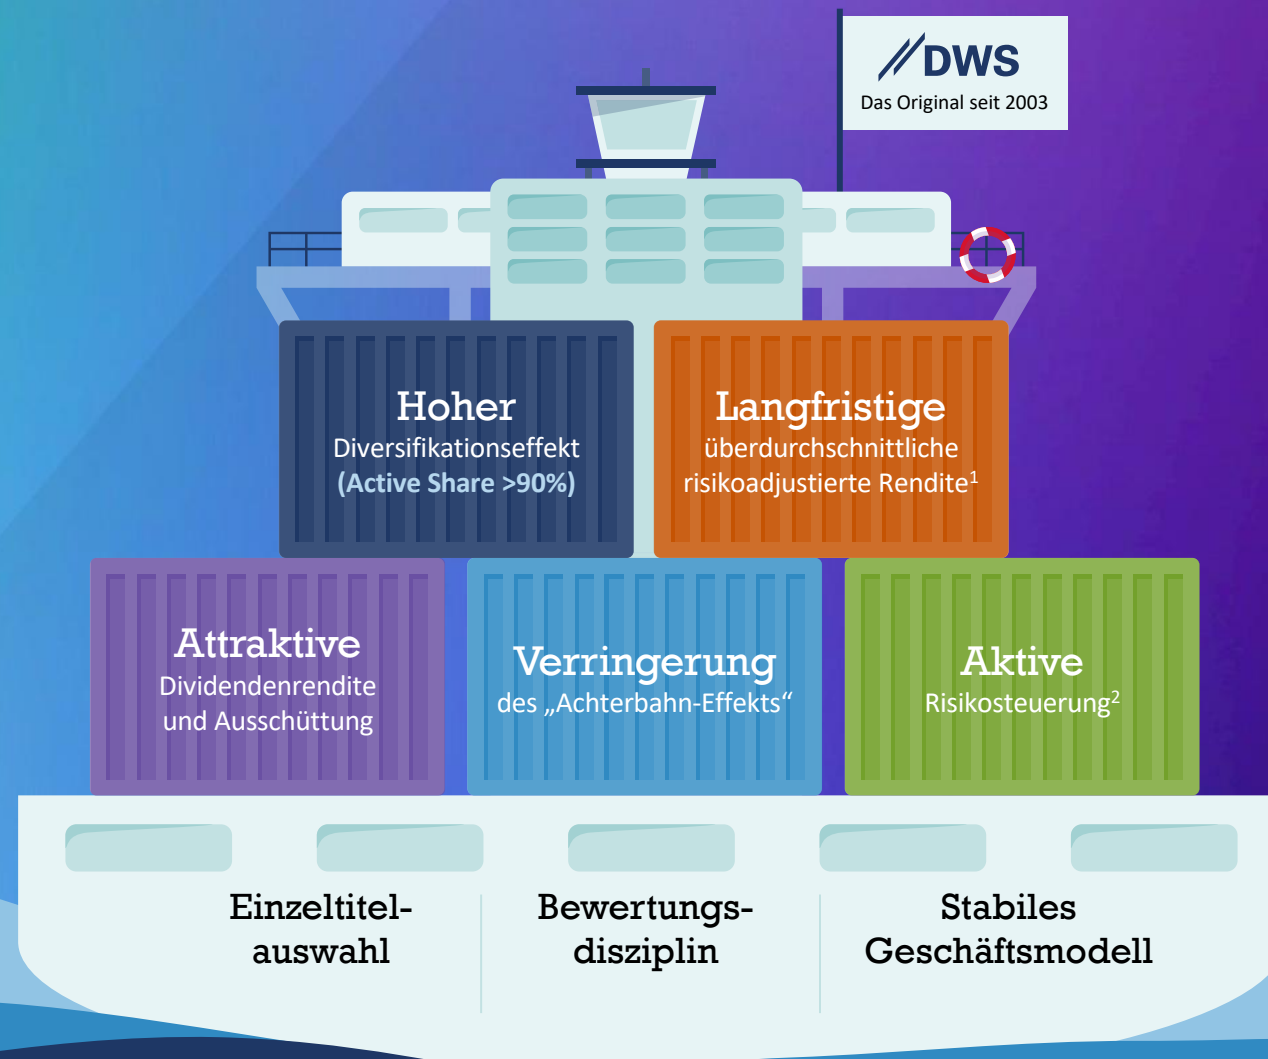 DWS
Das Original seit 2003
Hoher
Diversifikationseffekt
(Active Share >90%)
Langfristige
überdurchschnittliche
risikoadjustierte Rendite¹
Attraktive
Dividendenrendite
und Ausschüttung
Verringerung
des „Achterbahn-Effekts“
Aktive
Risikosteuerung²
Einzeltitel-
auswahl
Bewertungs-
disziplin
Stabiles
Geschäftsmodell